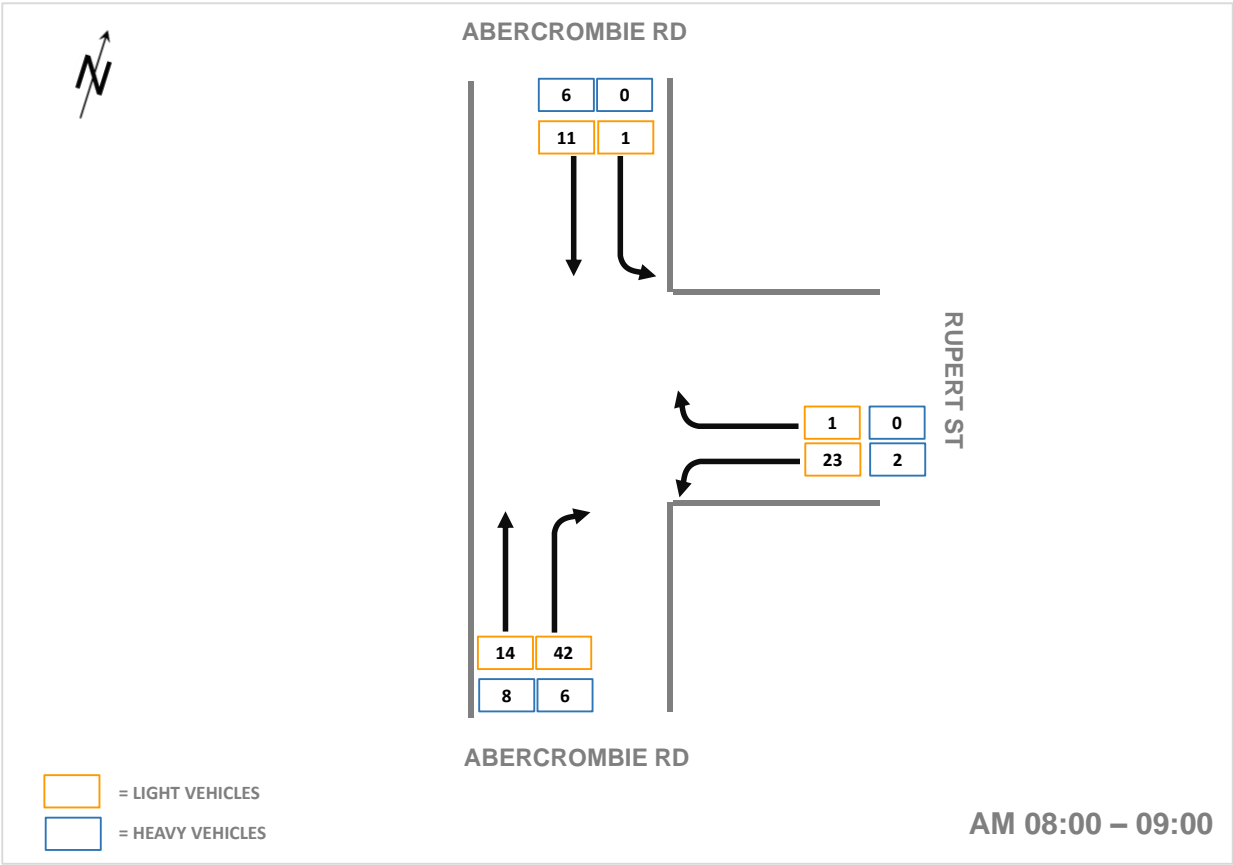 ABERCROMBIE RD
N
6 0
11 1
RUPERT ST
1 0
23 2
14 42
8 6
ABERCROMBIE RD
= LIGHT VEHICLES
= HEAVY VEHICLES
AM 08:00 – 09:00